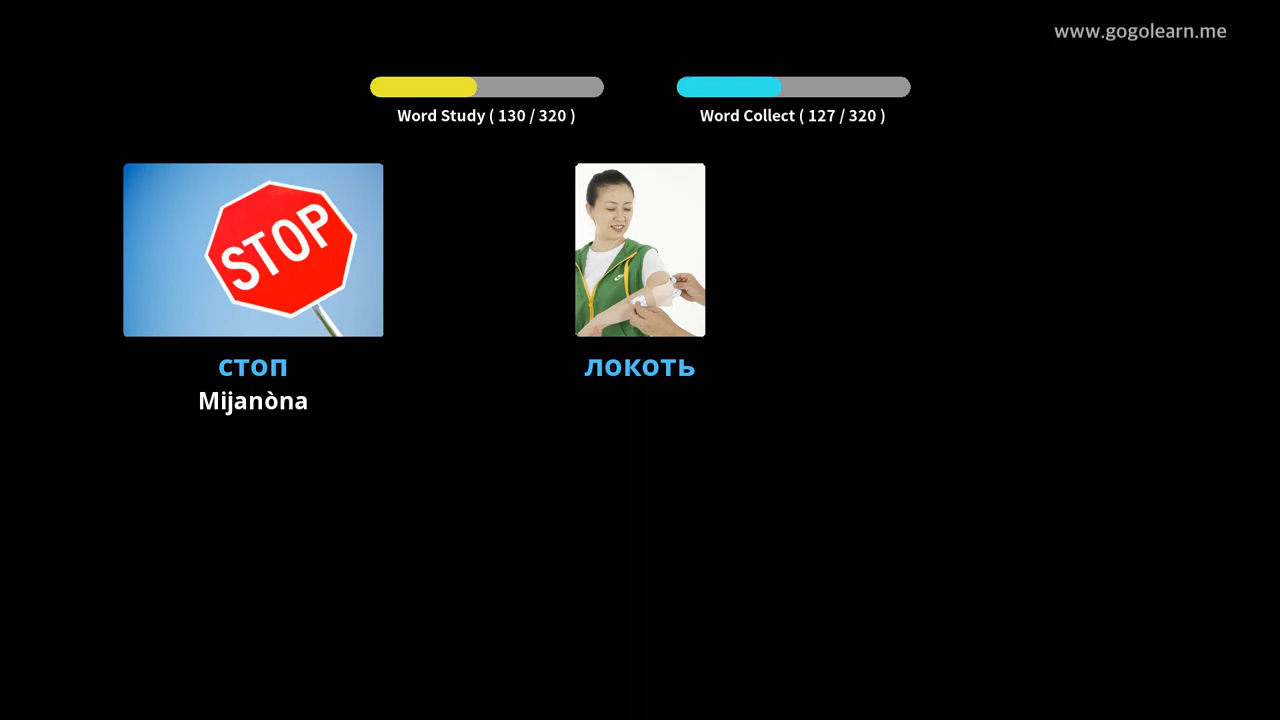 www.gogolearn.me
Word Study ( 130 / 320 )
Word Collect ( 127 / 320 )
STOP
стоп
локоть
Mijanòna